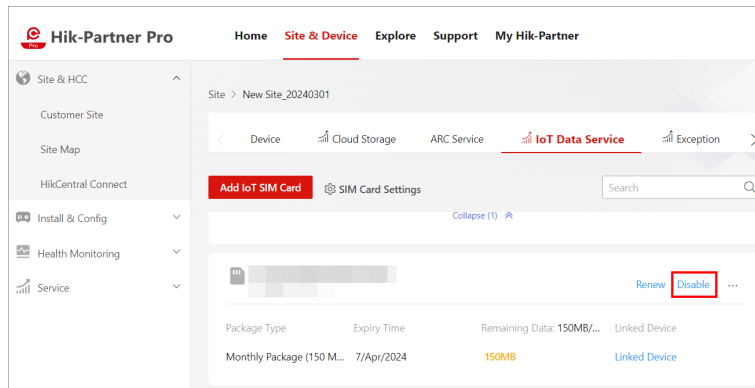 Hik-Partner Pro
Pro
Home Site & Device Explore Support My Hik-Partner
Site & HCC
Customer Site
Site Map
HikCentral Connect
Install & Config
Health Monitoring
Service
Site > New Site_20240301
Device Cloud Storage ARC Service IoT Data Service Exception
Add IoT SIM Card SIM Card Settings Search
Collapse (1)
Renew Disable ...
Package Type Expiry Time Remaining Data: 150MB/... Linked Device
Monthly Package (150 M... 7/Apr/2024 150MB Linked Device